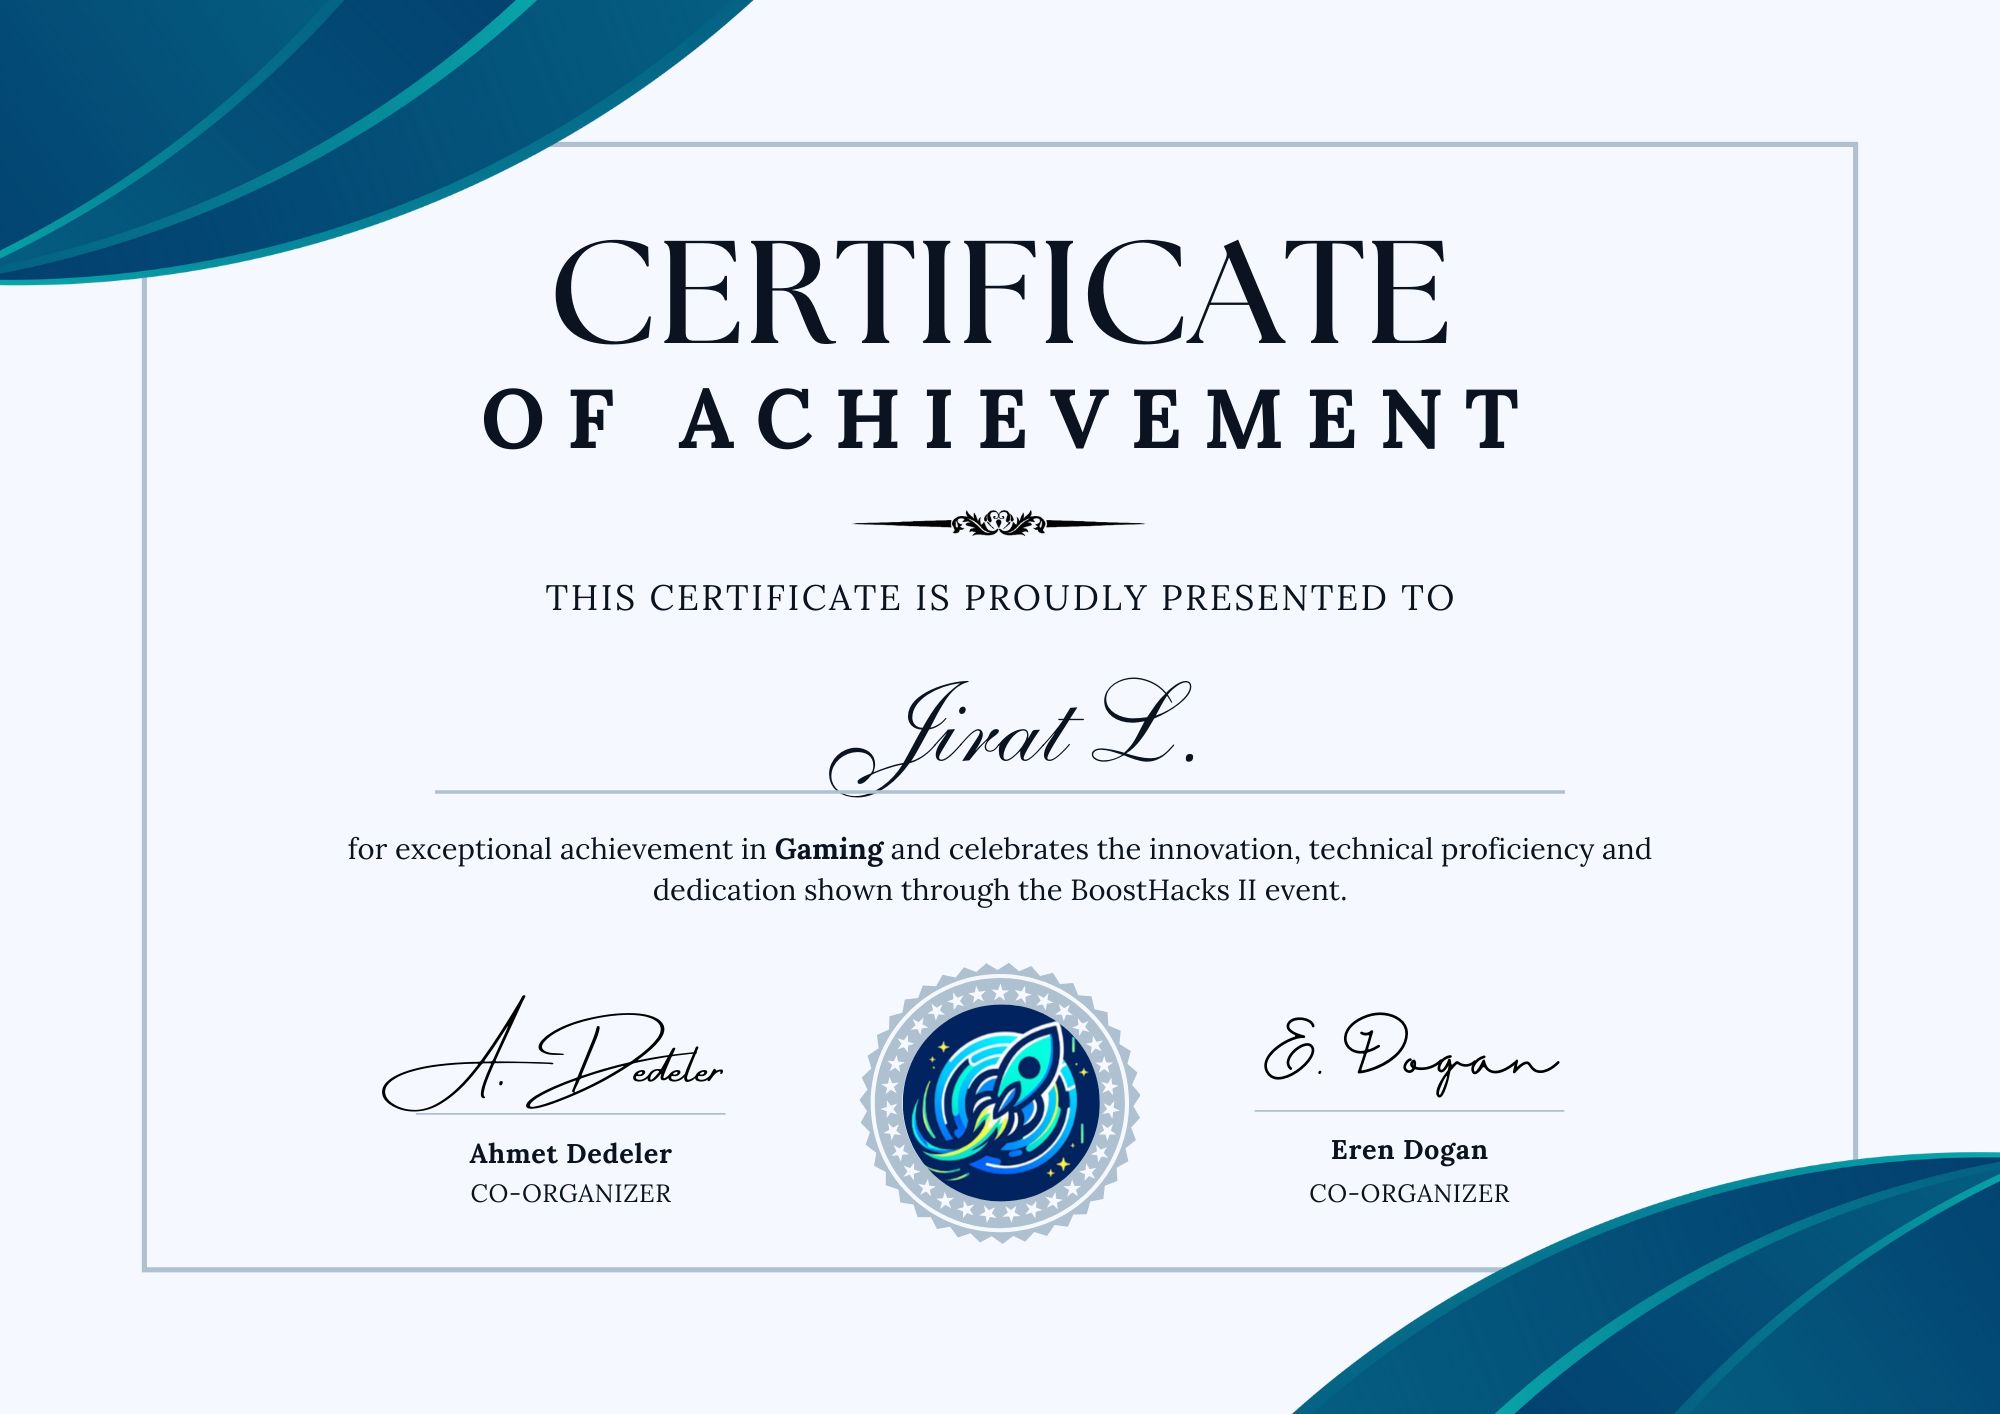 CERTIFICATE
OF ACHIEVEMENT
THIS CERTIFICATE IS PROUDLY PRESENTED TO
Jirat L.
for exceptional achievement in Gaming and celebrates the innovation, technical proficiency and
dedication shown through the BoostHacks II event.
A. Dedeler
Ahmet Dedeler
CO-ORGANIZER
E. Dogan
Eren Dogan
CO-ORGANIZER